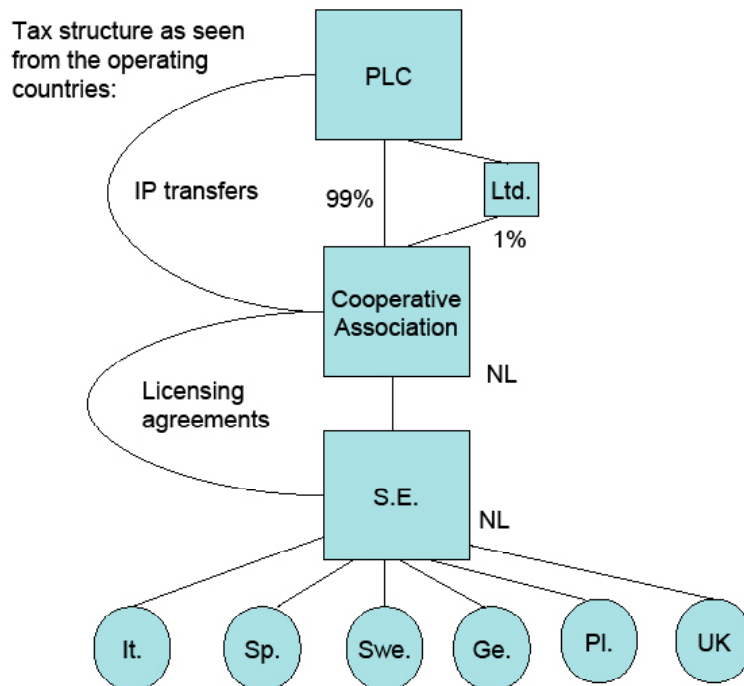 Tax structure as seen
from the operating
countries:
PLC
IP transfers
99%
Ltd.
1%
Cooperative
Association
NL
Licensing
agreements
S.E.
NL
It.
Sp.
Swe.
Ge.
Pl.
UK